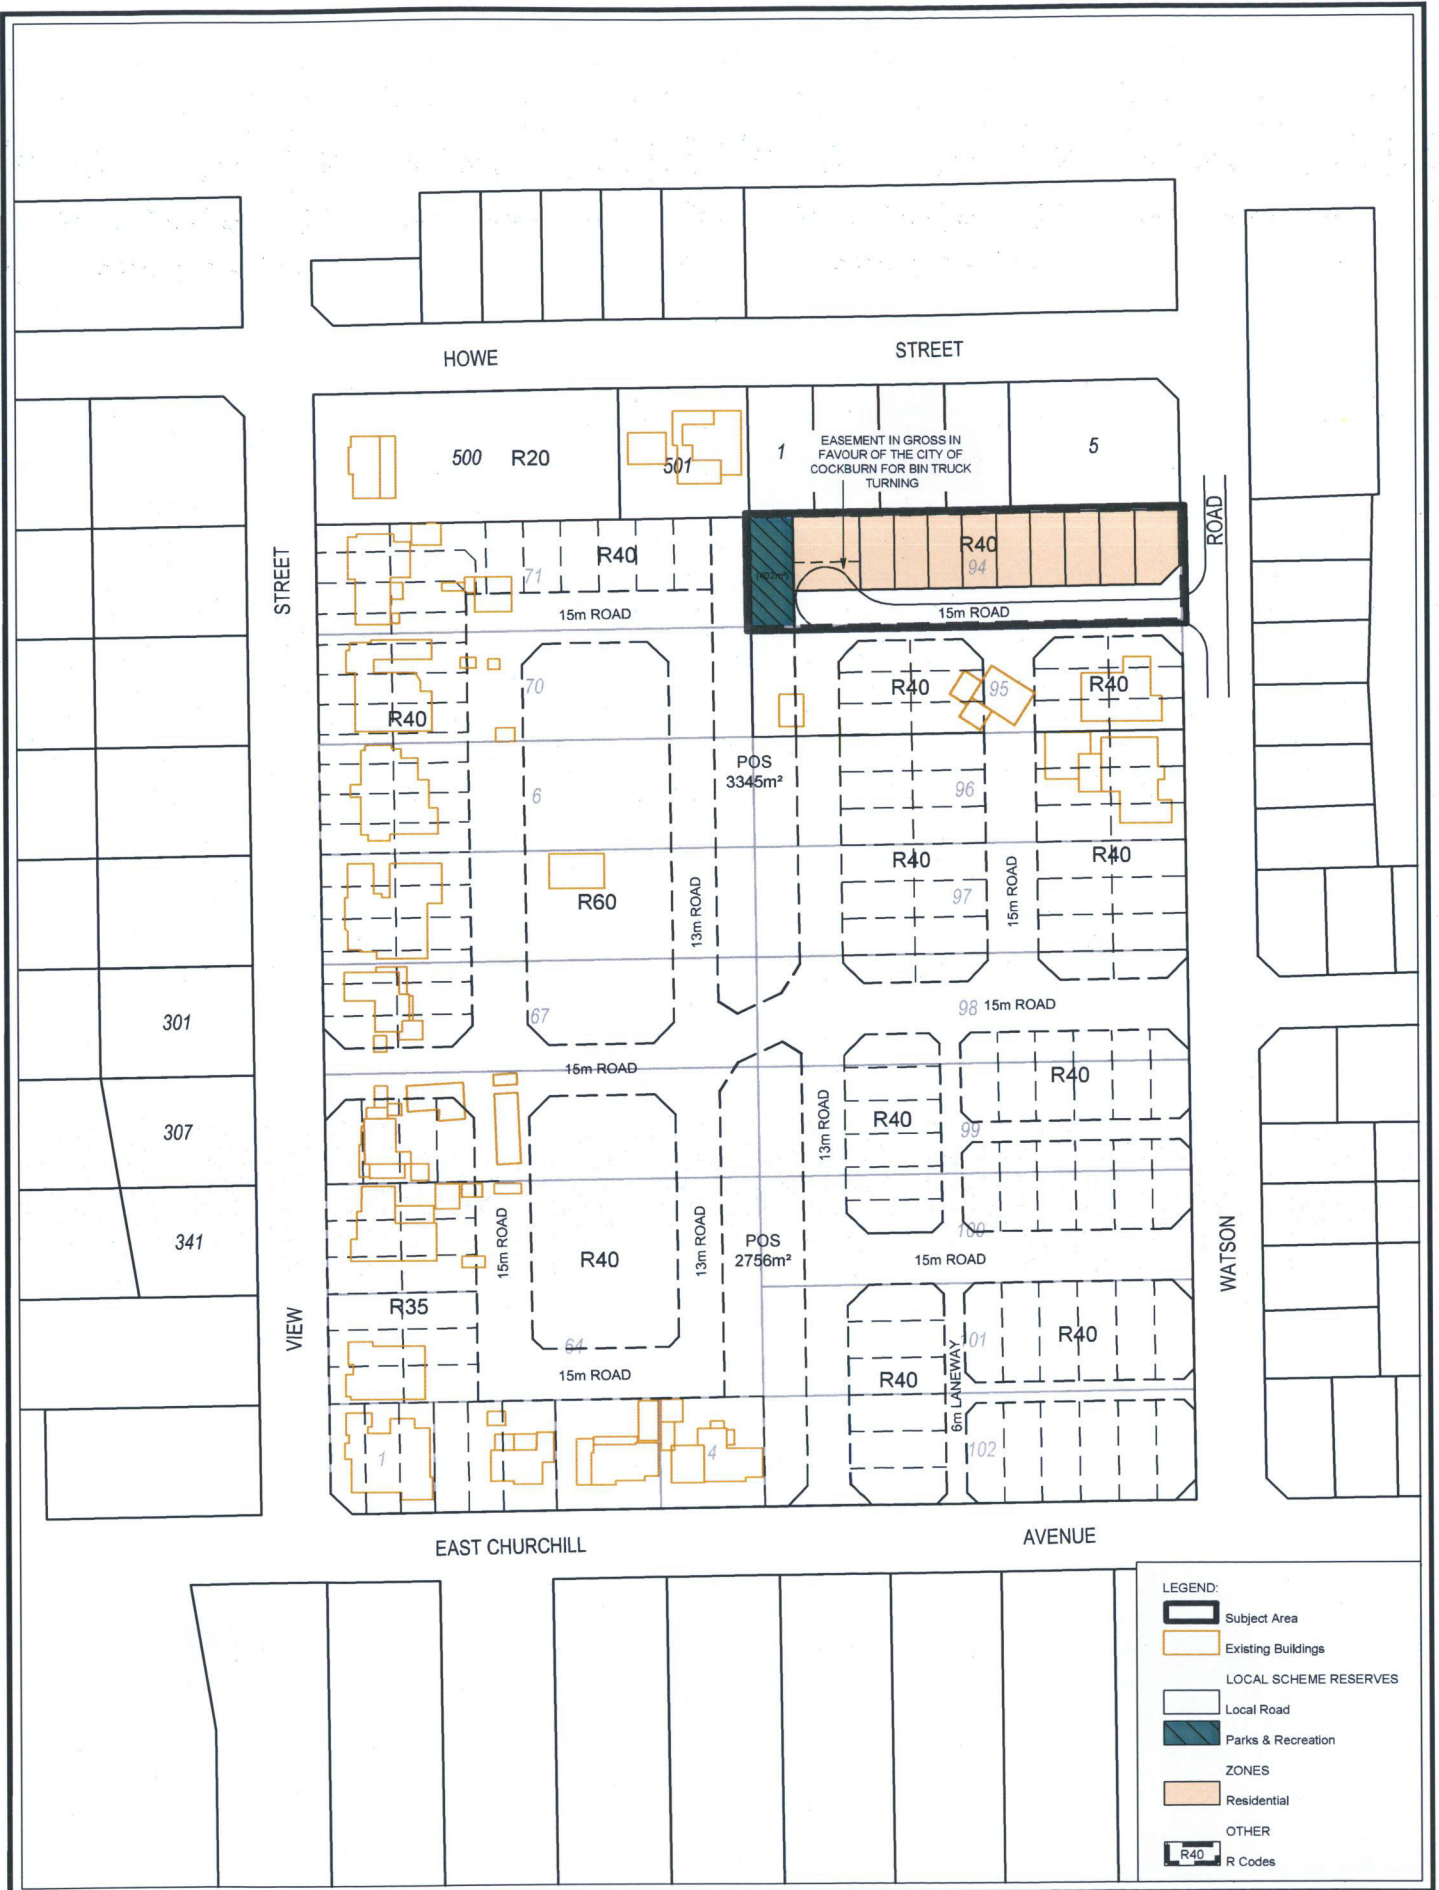 HOWE
STREET
500
R20
501
1
EASEMENT IN GROSS IN
FAVOUR OF THE CITY OF
COCKBURN FOR BIN TRUCK
TURNING
5
STREET
ROAD
R40
71
R40
94
15m ROAD
15m ROAD
70
R40
R40
95
R40
POS
3345m²
6
96
R40
R40
R60
13m ROAD
97
15m ROAD
301
67
98
15m ROAD
15m ROAD
R40
307
R40
13m ROAD
99
341
15m ROAD
R40
13m ROAD
POS
2756m²
100
15m ROAD
WATSON
VIEW
R35
64
15m ROAD
R40
6m LANEWAY
101
R40
1
4
102
EAST CHURCHILL
AVENUE
LEGEND:
Subject Area
Existing Buildings
LOCAL SCHEME RESERVES
Local Road
Parks & Recreation
ZONES
Residential
OTHER
R40
R Codes